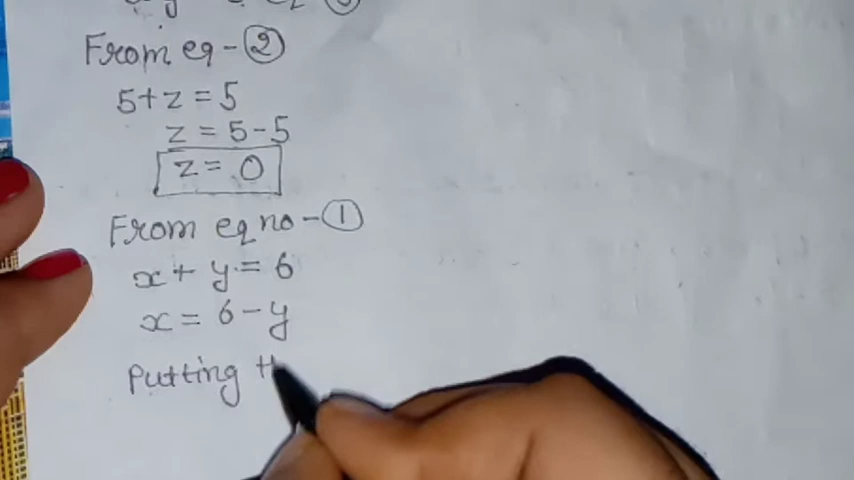 From eq-②
5+z=5
z=5-5
z=0
From eq no-①
x+y=6
x=6-y
Putting